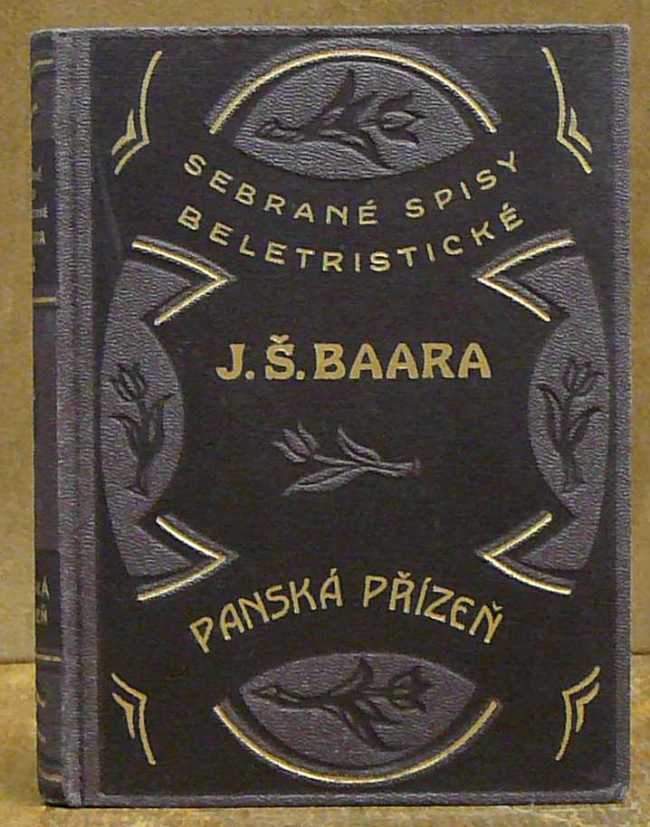 SEBRANÉ SPISY
BELETRISTICKÉ
J. Š. BAARA
PANSKÁ PŘÍZEŇ